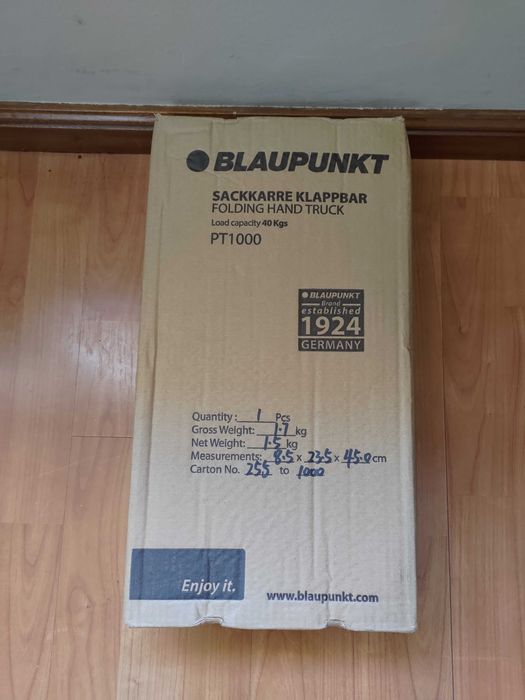 BLAUPUNKT
SACKKARRE KLAPPBAR
FOLDING HAND TRUCK
Load capacity 40 Kgs
PT1000
BLAUPUNKT
Brand
established
1924
GERMANY
Quantity: 1 Pcs
Gross Weight: 1.7 kg
Net Weight: 1.5 kg
Measurements: 8.5 x 23.5 x 45.0 cm
Carton No. 255 to 1000
Enjoy it.
www.blaupunkt.com